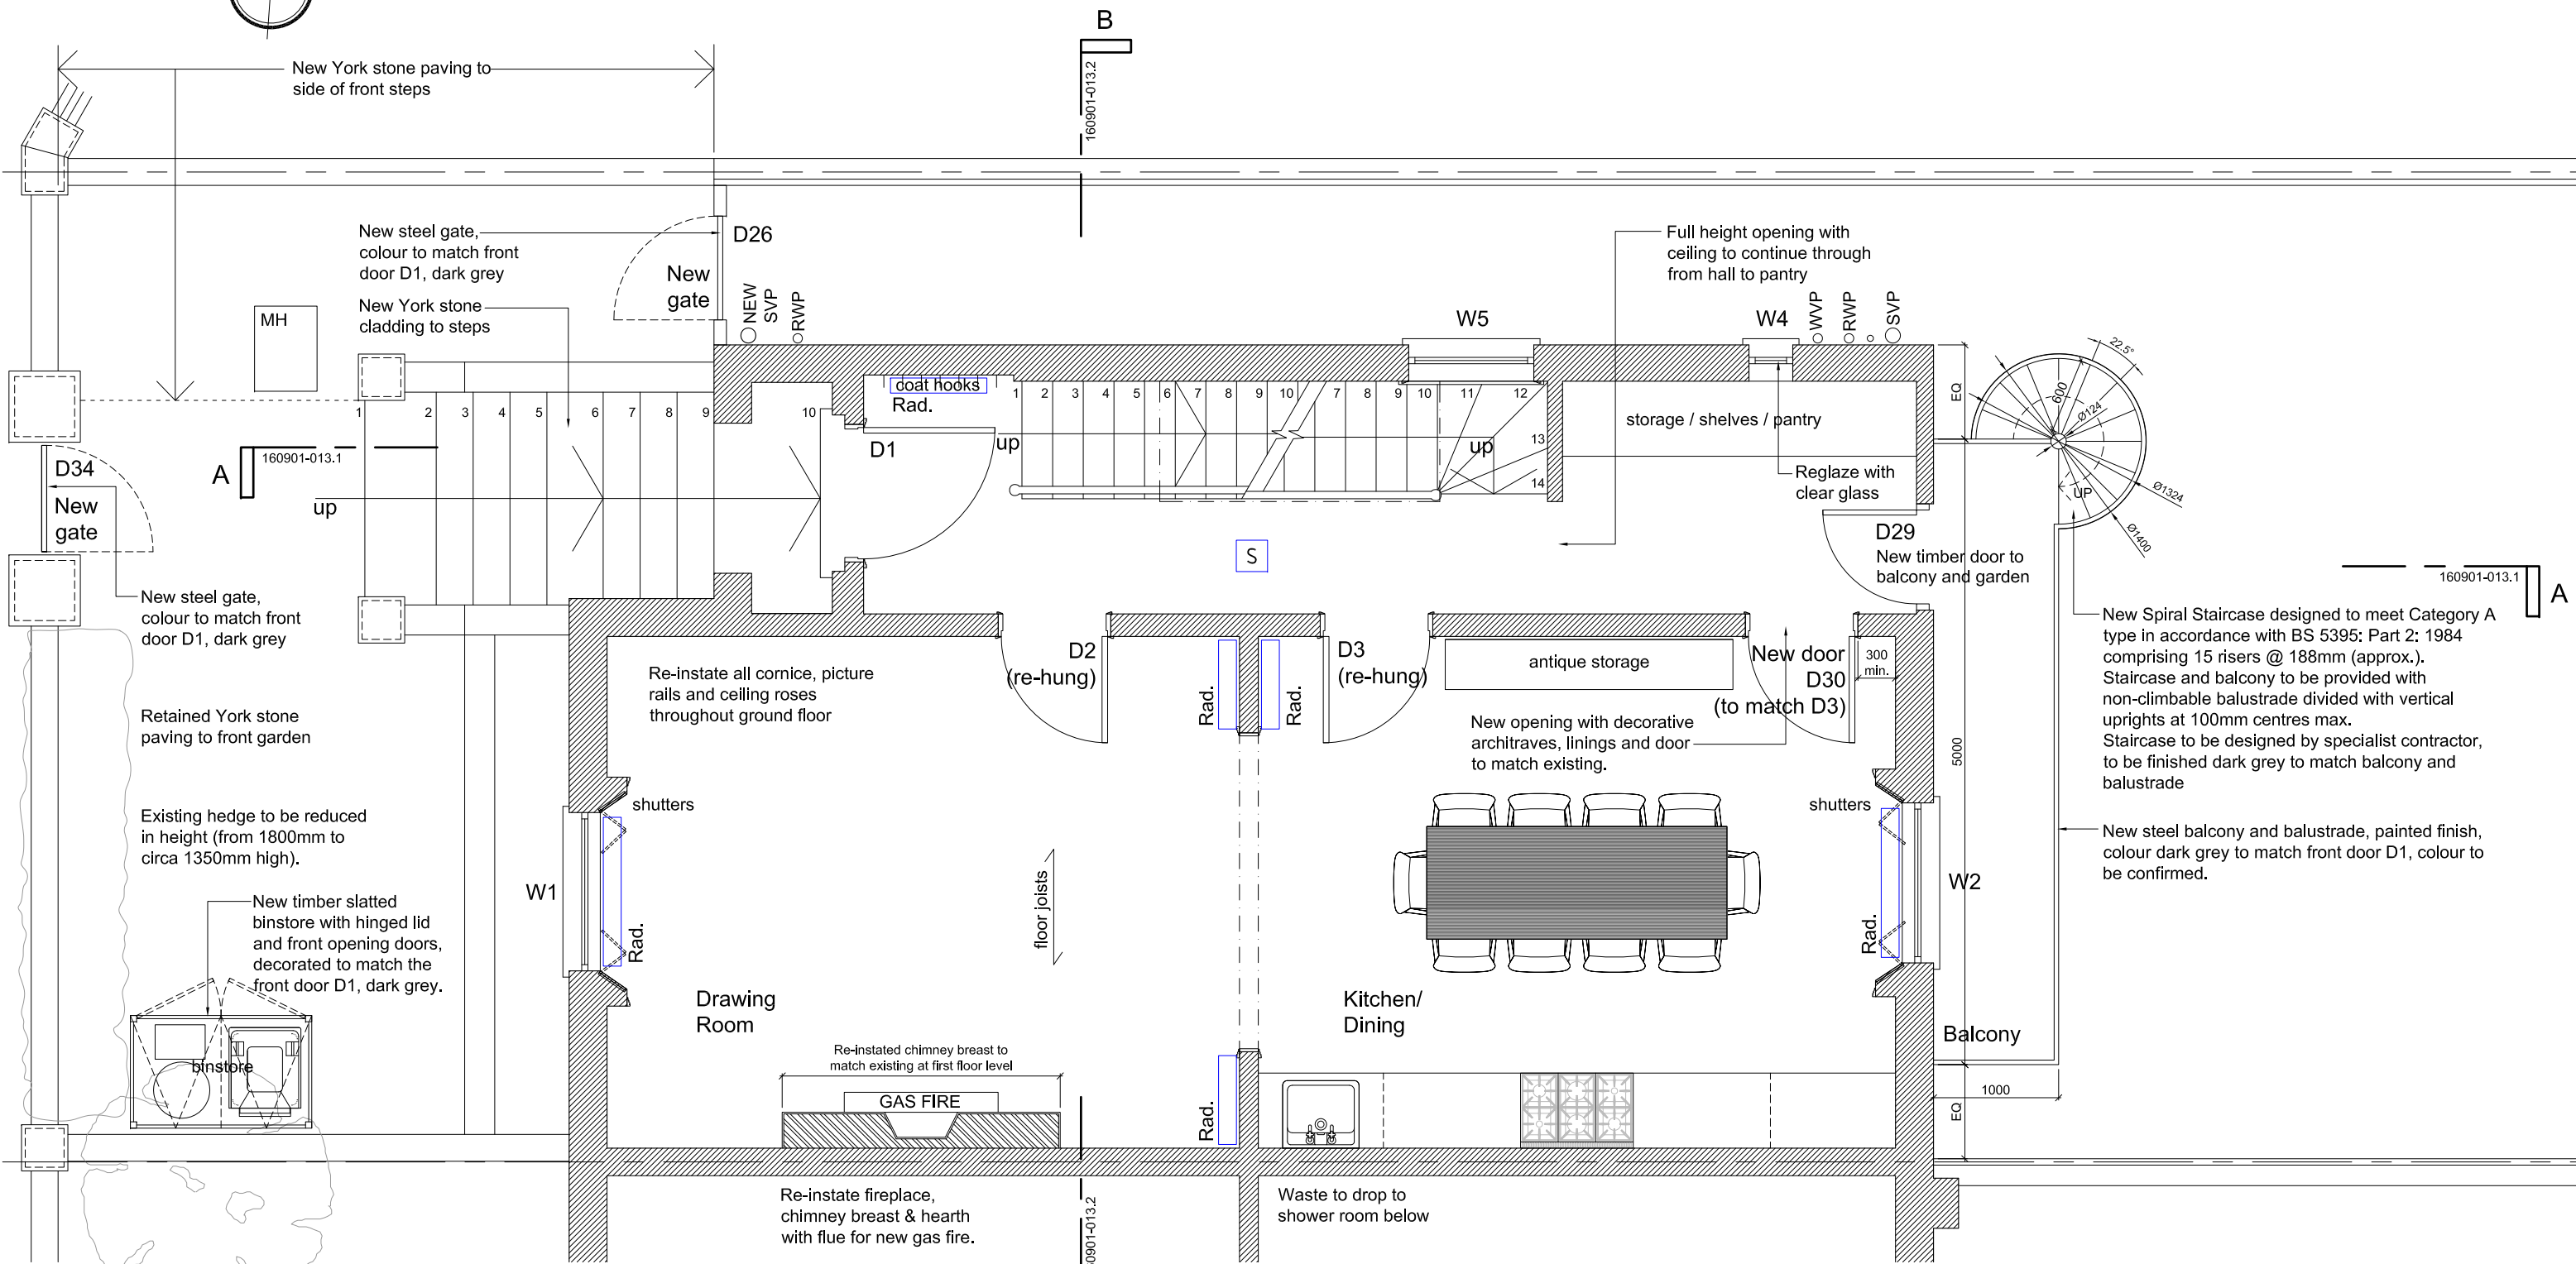 B
160901-013.2
New York stone paving to
side of front steps
New steel gate,
colour to match front
door D1, dark grey
D26
New
gate
NEW
SVP
RWP
MH
New York stone
cladding to steps
Full height opening with
ceiling to continue through
from hall to pantry
W5
W4
WVP
RWP
SVP
22.5°
600
Ø124
Ø1324
Ø1400
UP
EQ
coat hooks
Rad.
1 2 3 4 5 6 7 8 9 10
1 2 3 4 5 6 7 8 9 10 7 8 9 10 11 12
13
14
storage / shelves / pantry
Reglaze with
clear glass
D1
up
up
up
A
160901-013.1
D34
New
gate
S
D29
New timber door to
balcony and garden
160901-013.1
A
New steel gate,
colour to match front
door D1, dark grey
New Spiral Staircase designed to meet Category A
type in accordance with BS 5395: Part 2: 1984
comprising 15 risers @ 188mm (approx.).
Staircase and balcony to be provided with
non-climbable balustrade divided with vertical
uprights at 100mm centres max.
Staircase to be designed by specialist contractor,
to be finished dark grey to match balcony and
balustrade
Re-instate all cornice, picture
rails and ceiling roses
throughout ground floor
D2
(re-hung)
Rad.
Rad.
D3
(re-hung)
antique storage
New door
D30
(to match D3)
300
min.
New opening with decorative
architraves, linings and door
to match existing.
5000
Retained York stone
paving to front garden
shutters
shutters
Existing hedge to be reduced
in height (from 1800mm to
circa 1350mm high).
New steel balcony and balustrade, painted finish,
colour dark grey to match front door D1, colour to
be confirmed.
W1
Rad.
floor joists
Rad.
W2
New timber slatted
binstore with hinged lid
and front opening doors,
decorated to match the
front door D1, dark grey.
binstore
Drawing
Room
Kitchen/
Dining
Balcony
Re-instated chimney breast to
match existing at first floor level
GAS FIRE
Rad.
1000
EQ
Re-instate fireplace,
chimney breast & hearth
with flue for new gas fire.
0901-013.2
Waste to drop to
shower room below